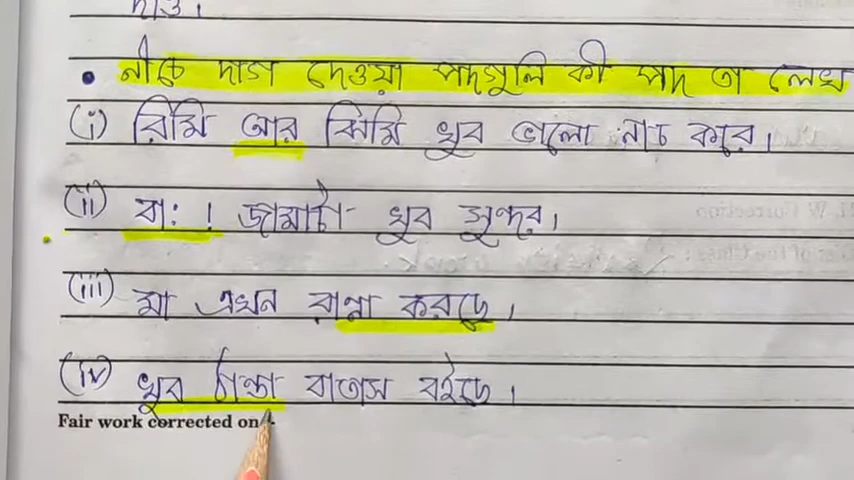 দাও।
• নীচে দাগ দেওয়া পদগুলি কী পদ তা লেখ
(i) রিমি আর ঝিমি খুব ভালো নাচ করে।
(ii) বাঃ ! জামাটা খুব সুন্দর।
(iii) মা এখন রান্না করছে।
(iv) খুব ঠান্ডা বাতাস বইছে।
Fair work corrected on